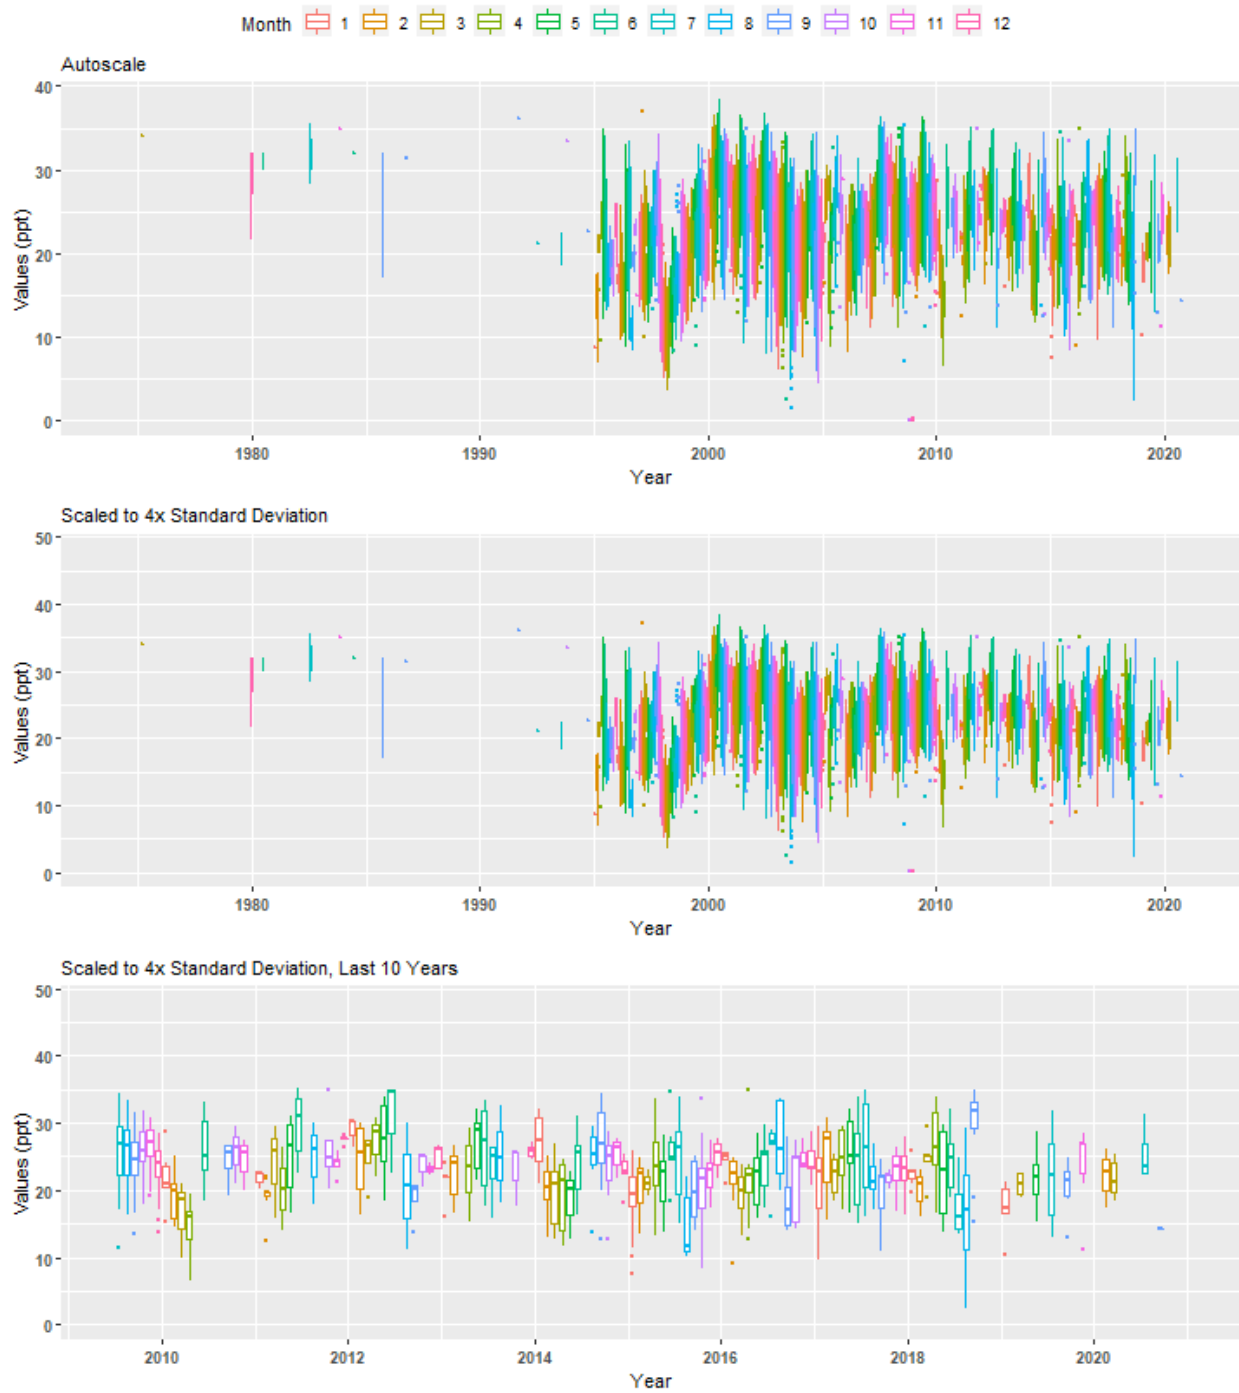 Month 1 2 3 4 5 6 7 8 9 10 11 12
Autoscale
40
30
20
10
0
Values (ppt)
1980 1990 2000 2010 2020
Year
Scaled to 4x Standard Deviation
50
40
30
20
10
0
Values (ppt)
1980 1990 2000 2010 2020
Year
Scaled to 4x Standard Deviation, Last 10 Years
50
40
30
20
10
0
Values (ppt)
2010 2012 2014 2016 2018 2020
Year